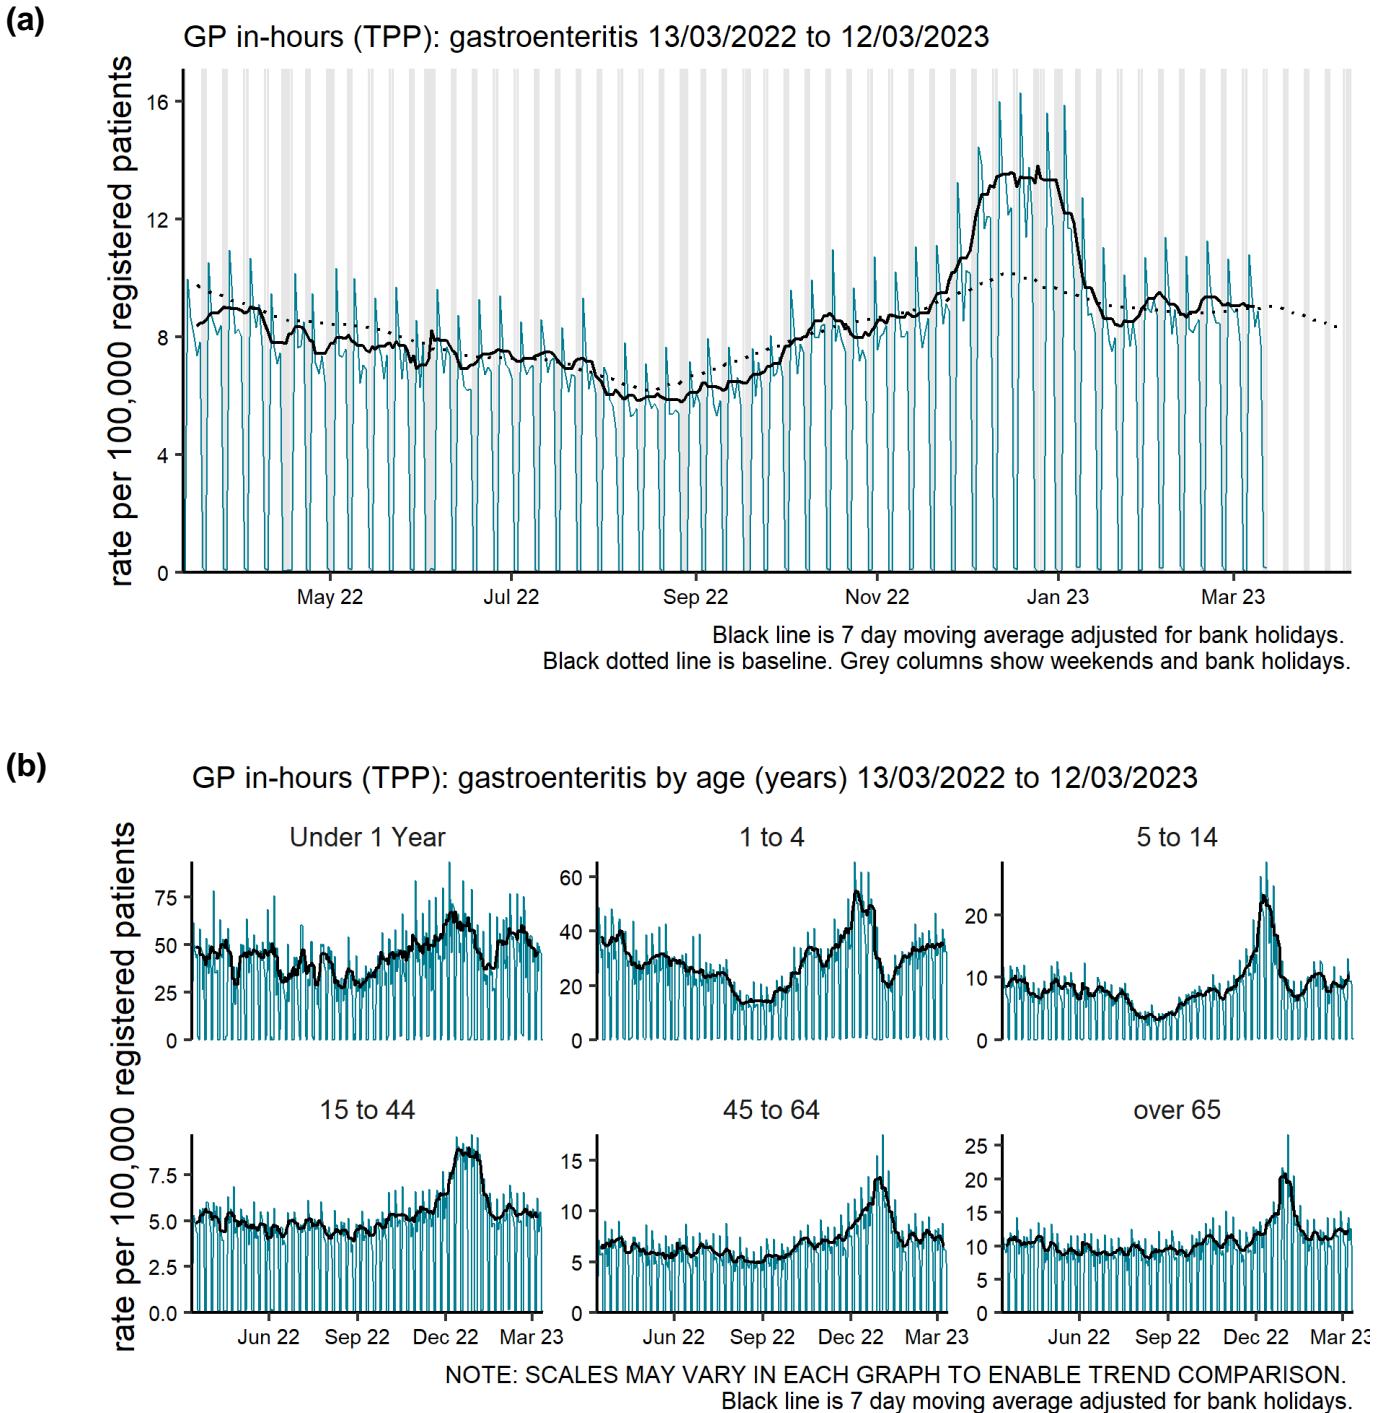 (a)
GP in-hours (TPP): gastroenteritis 13/03/2022 to 12/03/2023
rate per 100,000 registered patients
16
12
8
4
0
May 22
Jul 22
Sep 22
Nov 22
Jan 23
Mar 23
Black line is 7 day moving average adjusted for bank holidays.
Black dotted line is baseline. Grey columns show weekends and bank holidays.
(b)
GP in-hours (TPP): gastroenteritis by age (years) 13/03/2022 to 12/03/2023
rate per 100,000 registered patients
Under 1 Year
75
50
25
0
1 to 4
60
40
20
0
5 to 14
20
10
0
15 to 44
7.5
5.0
2.5
0.0
Jun 22
Sep 22
Dec 22
Mar 23
45 to 64
15
10
5
0
Jun 22
Sep 22
Dec 22
Mar 23
over 65
25
20
15
10
5
0
Jun 22
Sep 22
Dec 22
Mar 23
NOTE: SCALES MAY VARY IN EACH GRAPH TO ENABLE TREND COMPARISON.
Black line is 7 day moving average adjusted for bank holidays.